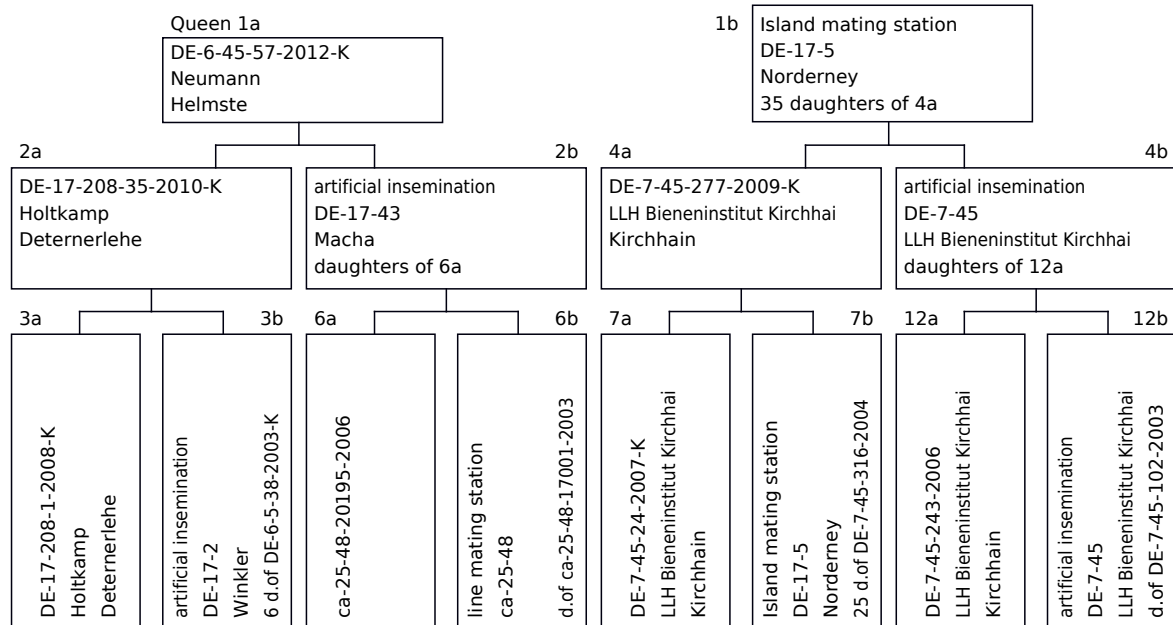 Queen 1a
DE-6-45-57-2012-K
Neumann
Helmste
1b
Island mating station
DE-17-5
Norderney
35 daughters of 4a
2a
DE-17-208-35-2010-K
Holtkamp
Deternerlehe
2b
artificial insemination
DE-17-43
Macha
daughters of 6a
4a
DE-7-45-277-2009-K
LLH Bieneninstitut Kirchhai
Kirchhain
4b
artificial insemination
DE-7-45
LLH Bieneninstitut Kirchhai
daughters of 12a
3a
DE-17-208-1-2008-K
Holtkamp
Deternerlehe
3b
artificial insemination
DE-17-2
Winkler
6 d.of DE-6-5-38-2003-K
6a
ca-25-48-20195-2006
6b
line mating station
ca-25-48
d.of ca-25-48-17001-2003
7a
DE-7-45-24-2007-K
LLH Bieneninstitut Kirchhai
Kirchhain
7b
Island mating station
DE-17-5
Norderney
25 d.of DE-7-45-316-2004
12a
DE-7-45-243-2006
LLH Bieneninstitut Kirchhai
Kirchhain
12b
artificial insemination
DE-7-45
LLH Bieneninstitut Kirchhai
d.of DE-7-45-102-2003